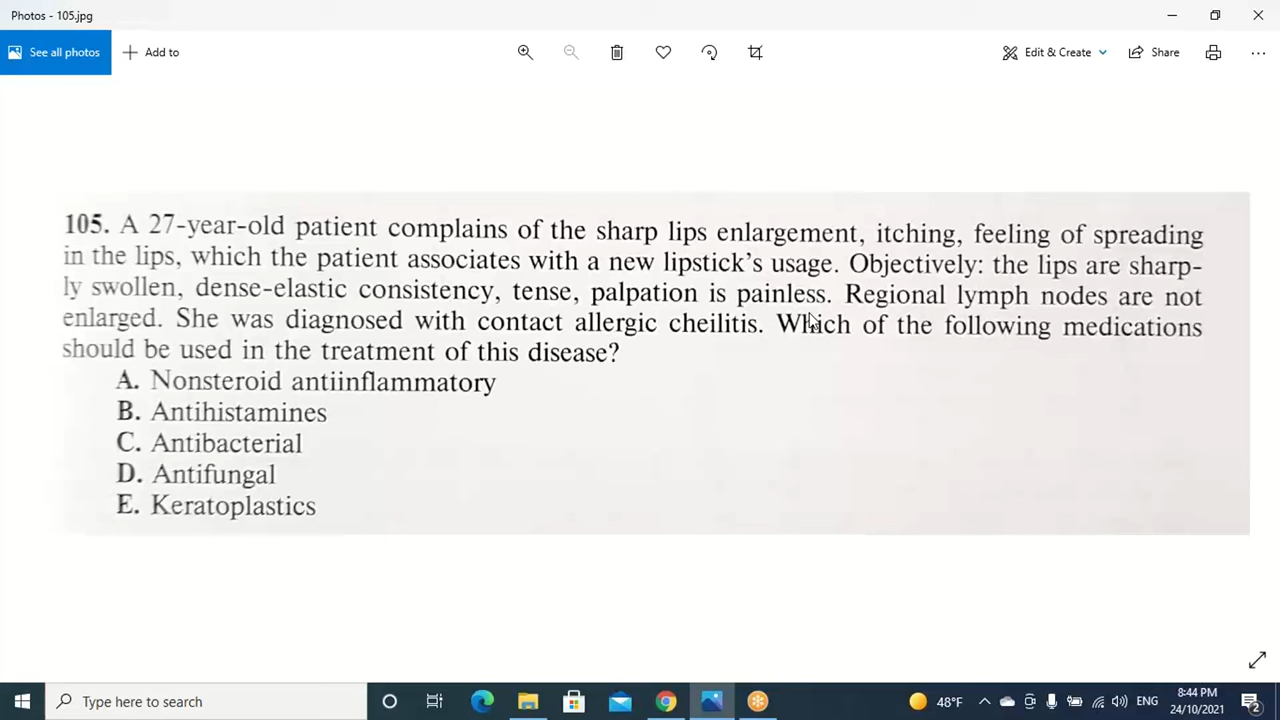 Photos - 105.jpg
See all photos
Add to
Edit & Create
Share
105. A 27-year-old patient complains of the sharp lips enlargement, itching, feeling of spreading
in the lips, which the patient associates with a new lipstick's usage. Objectively: the lips are sharp-
ly swollen, dense-elastic consistency, tense, palpation is painless. Regional lymph nodes are not
enlarged. She was diagnosed with contact allergic cheilitis. Which of the following medications
should be used in the treatment of this disease?
A. Nonsteroid antiinflammatory
B. Antihistamines
C. Antibacterial
D. Antifungal
E. Keratoplastics
Type here to search
48°F
ENG
8:44 PM
24/10/2021
2